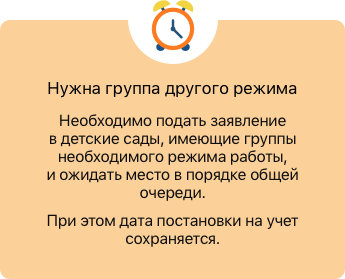 Нужна группа другого режима
Необходимо подать заявление
в детские сады, имеющие группы
необходимого режима работы,
и ожидать место в порядке общей
очереди.
При этом дата постановки на учет
сохраняется.